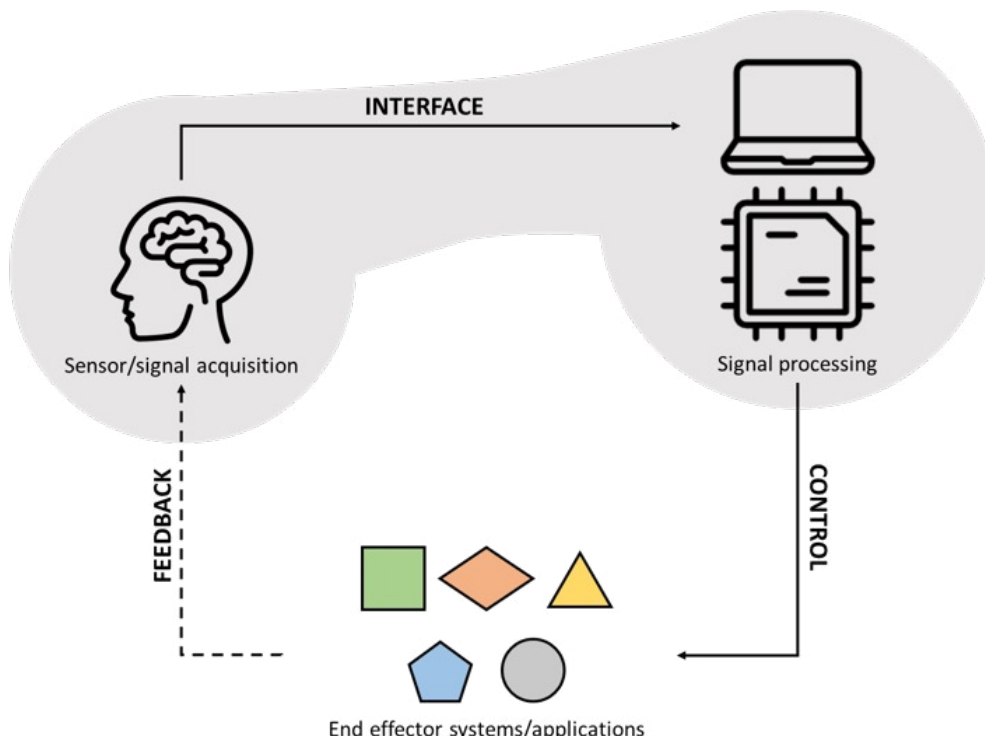 INTERFACE
Sensor/signal acquisition
Signal processing
FEEDBACK
CONTROL
End effector systems/applications